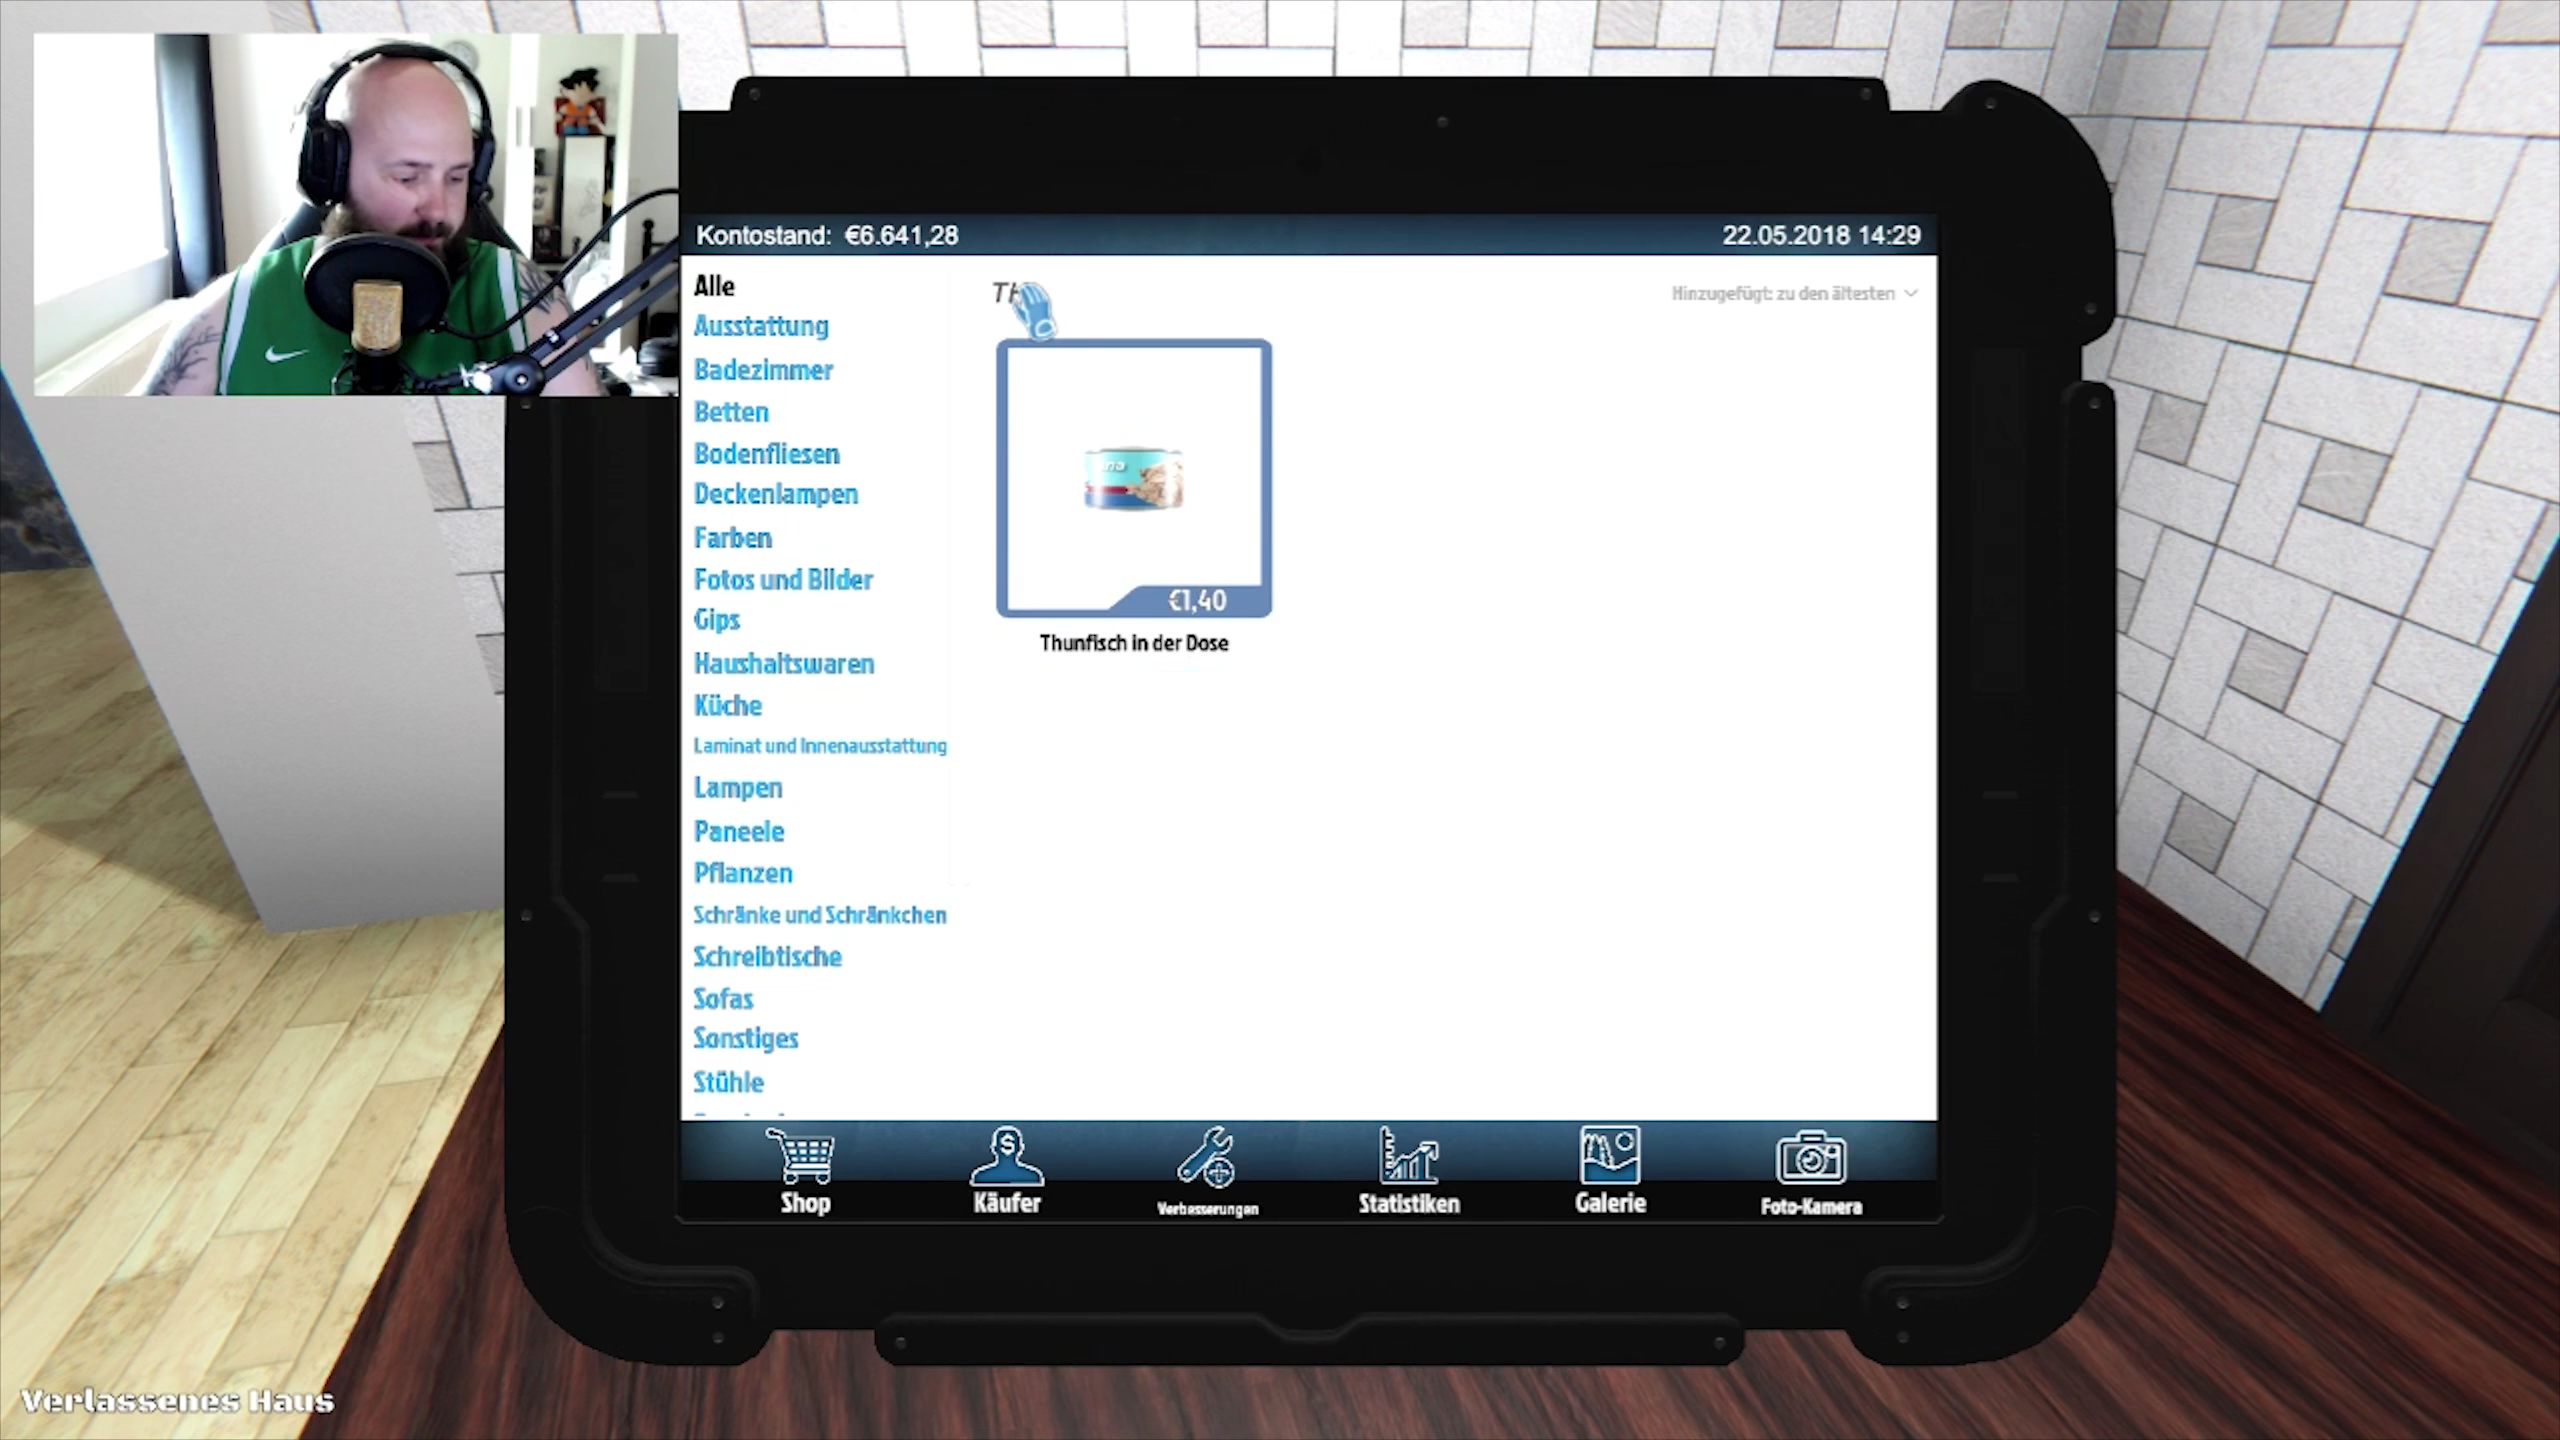 Kontostand: €6.641,28
22.05.2018 14:29
Alle
Ausstattung
Badezimmer
Betten
Bodenfliesen
Deckenlampen
Farben
Fotos und Bilder
Gips
Haushaltswaren
Küche
Laminat und Innenausstattung
Lampen
Paneele
Pflanzen
Schränke und Schränkchen
Schreibtische
Sofas
Sonstiges
Stühle
Hinzugefügt: zu den ältesten
€1,40
Thunfisch in der Dose
Shop
Käufer
Verbesserungen
Statistiken
Galerie
Foto-Kamera
Verlassenes Haus